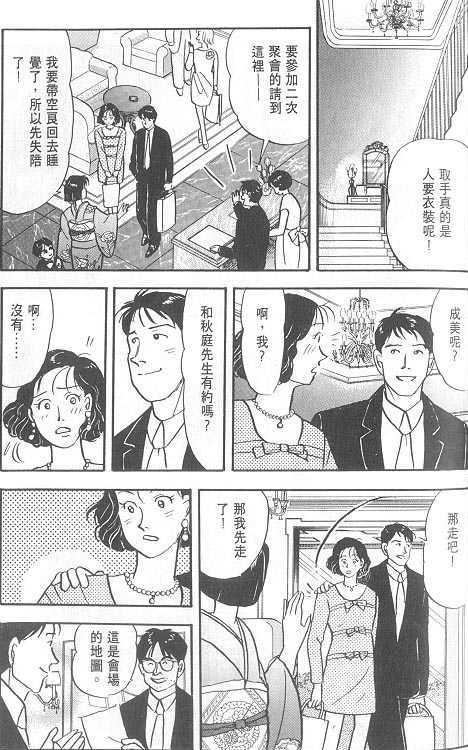 取手真的是
人要衣裝呢！
要參加二次
聚會的請到
這裡——
我要帶空頁回去睡
覺了，所以先失陪
了！
成美呢？
啊，我？
和秋庭先生有約嗎？
啊…
沒有……
那走吧！
那我先走
了！
這是會場
的地圖。